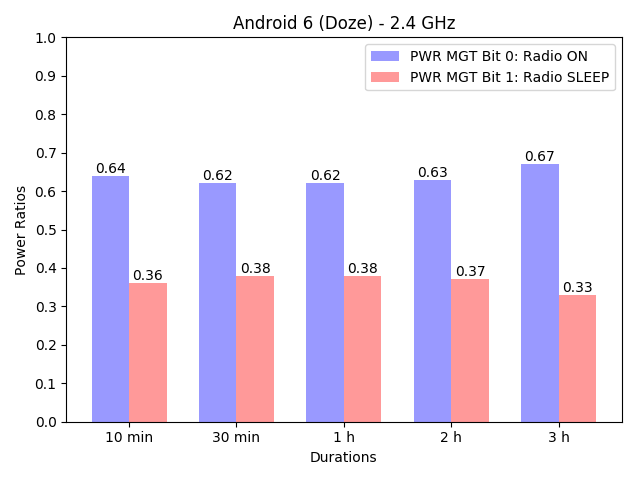 Android 6 (Doze) - 2.4 GHz
PWR MGT Bit 0: Radio ON
PWR MGT Bit 1: Radio SLEEP
Power Ratios
1.0
0.9
0.8
0.7
0.6
0.5
0.4
0.3
0.2
0.1
0.0
0.64
0.36
0.62
0.38
0.62
0.38
0.63
0.37
0.67
0.33
10 min
30 min
1 h
2 h
3 h
Durations